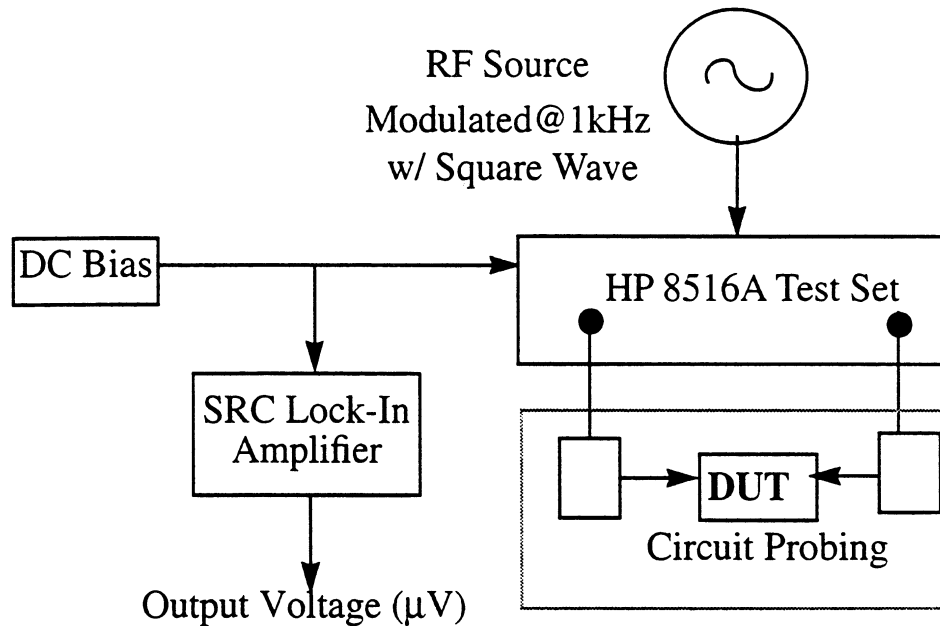 RF Source
Modulated@1kHz
w/ Square Wave
DC Bias
HP 8516A Test Set
SRC Lock-In
Amplifier
DUT
Circuit Probing
Output Voltage (µV)